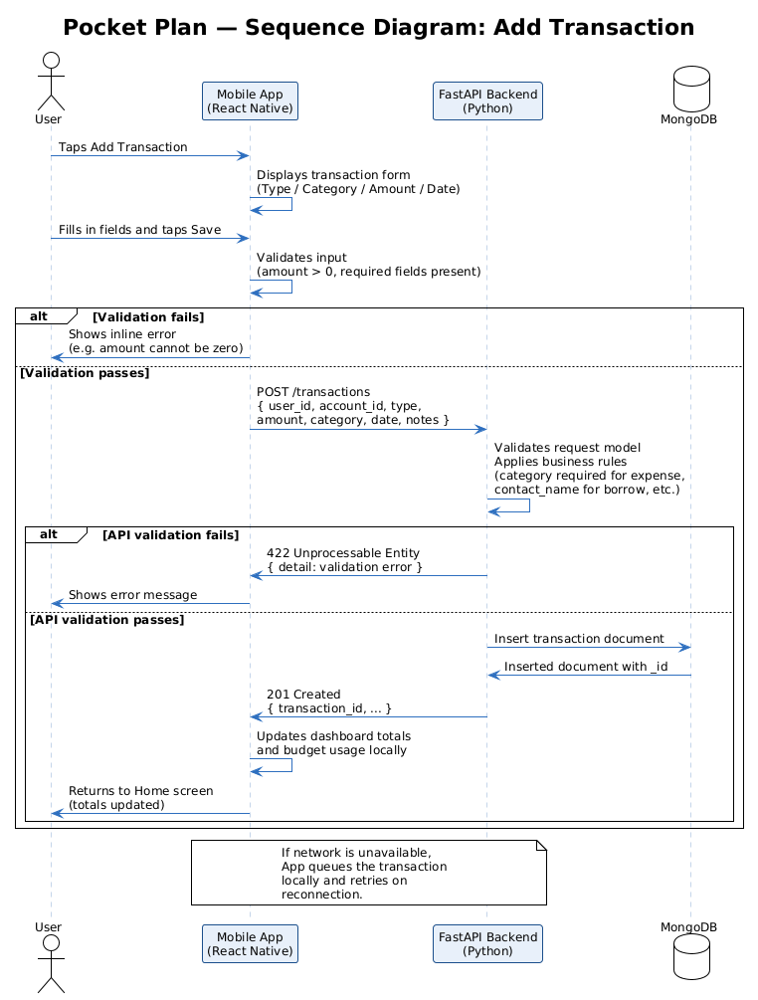 Pocket Plan — Sequence Diagram: Add Transaction
User
Mobile App
(React Native)
FastAPI Backend
(Python)
MongoDB
Taps Add Transaction
Displays transaction form
(Type / Category / Amount / Date)
Fills in fields and taps Save
Validates input
(amount > 0, required fields present)
alt
[Validation fails]
Shows inline error
(e.g. amount cannot be zero)
[Validation passes]
POST /transactions
{ user_id, account_id, type,
amount, category, date, notes }
Validates request model
Applies business rules
(category required for expense,
contact_name for borrow, etc.)
alt
[API validation fails]
422 Unprocessable Entity
{ detail: validation error }
Shows error message
[API validation passes]
Insert transaction document
Inserted document with _id
201 Created
{ transaction_id, ... }
Updates dashboard totals
and budget usage locally
Returns to Home screen
(totals updated)
If network is unavailable,
App queues the transaction
locally and retries on
reconnection.
User
Mobile App
(React Native)
FastAPI Backend
(Python)
MongoDB